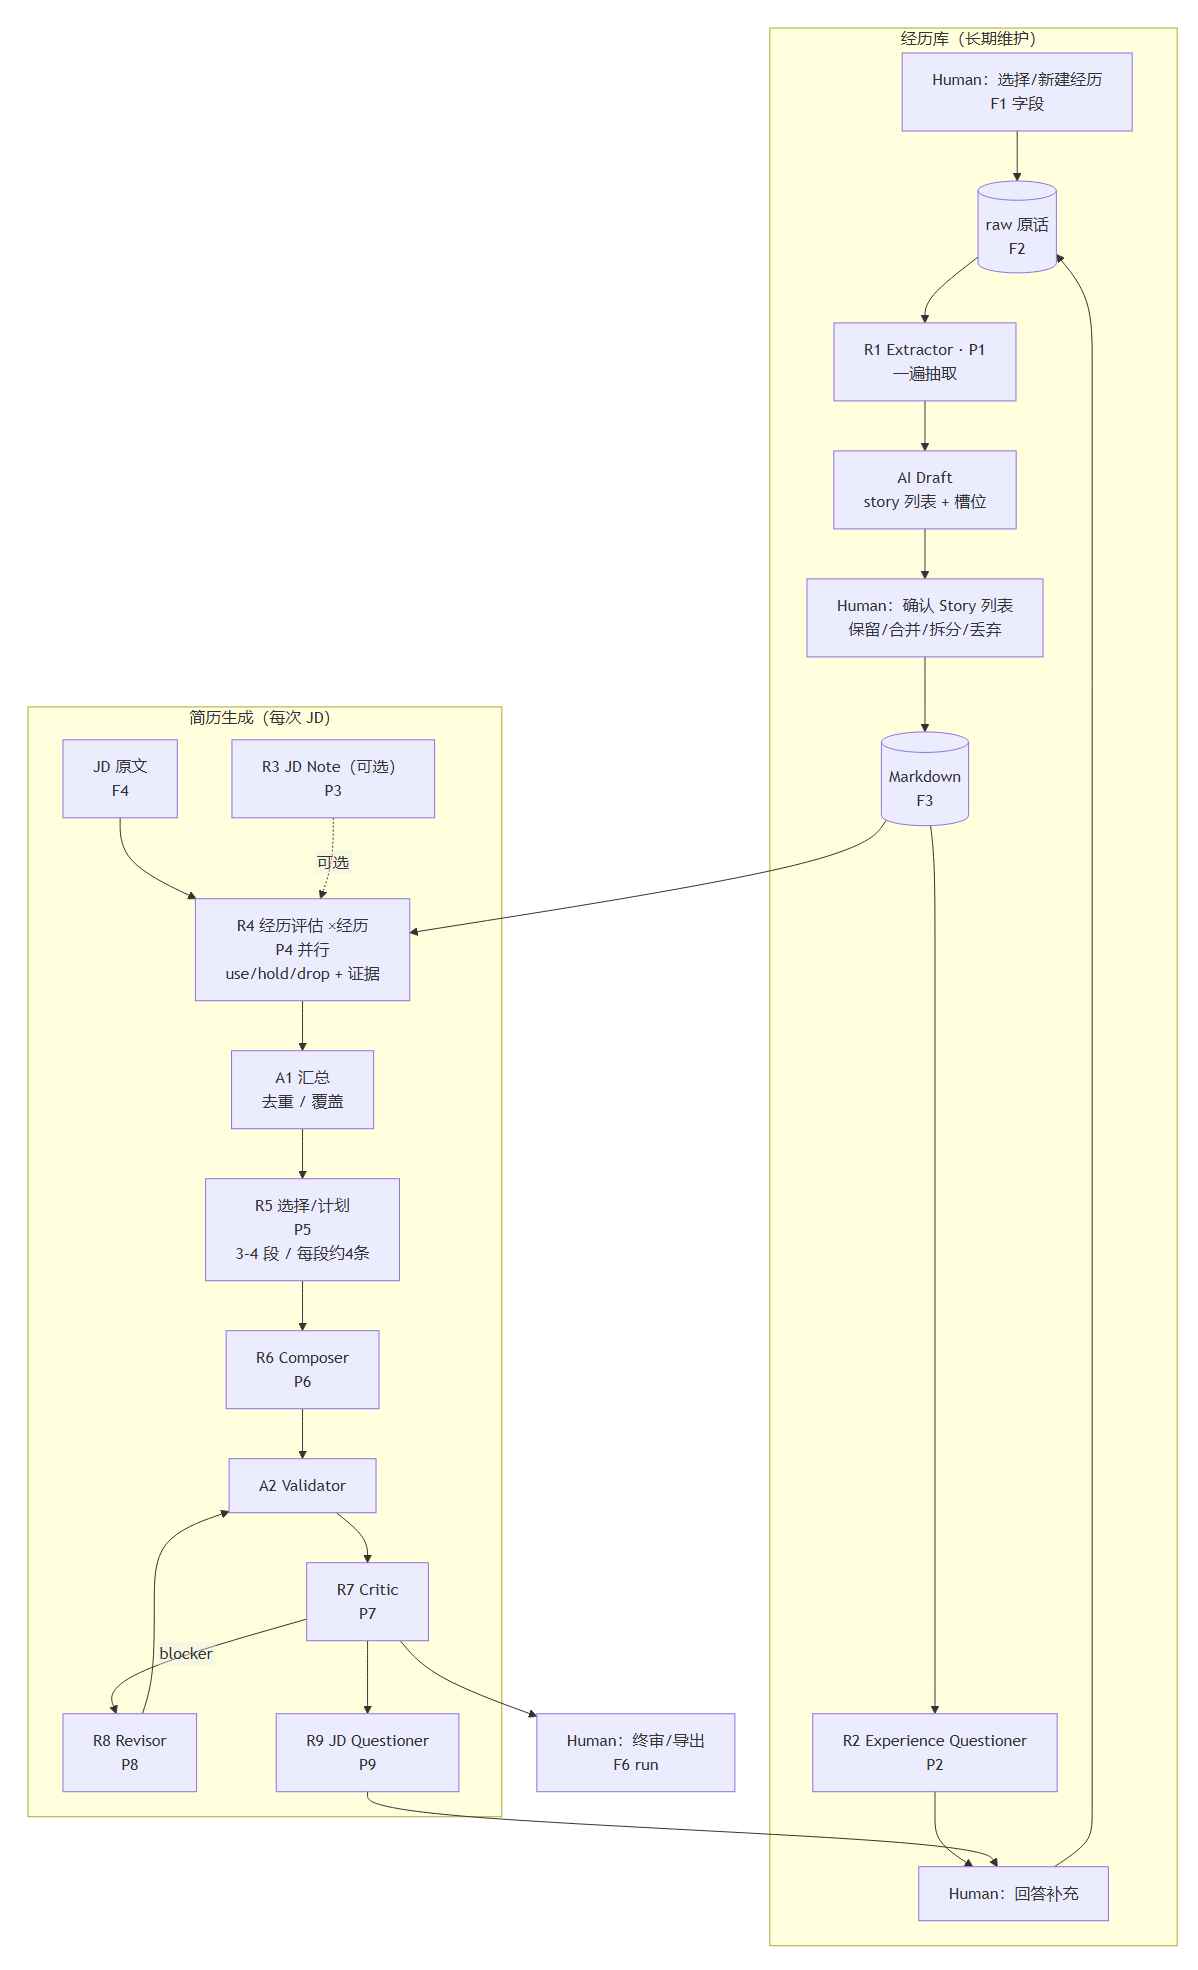 经历库（长期维护）
Human：选择/新建经历
F1 字段
raw 原话
F2
R1 Extractor · P1
一遍抽取
AI Draft
story 列表 + 槽位
Human：确认 Story 列表
保留/合并/拆分/丢弃
Markdown
F3
简历生成（每次 JD）
JD 原文
F4
R3 JD Note（可选）
P3
可选
R4 经历评估 ×经历
P4 并行
use/hold/drop + 证据
A1 汇总
去重 / 覆盖
R5 选择/计划
P5
3-4 段 / 每段约4条
R6 Composer
P6
A2 Validator
R7 Critic
P7
blocker
R8 Revisor
P8
R9 JD Questioner
P9
Human：终审/导出
F6 run
R2 Experience Questioner
P2
Human：回答补充